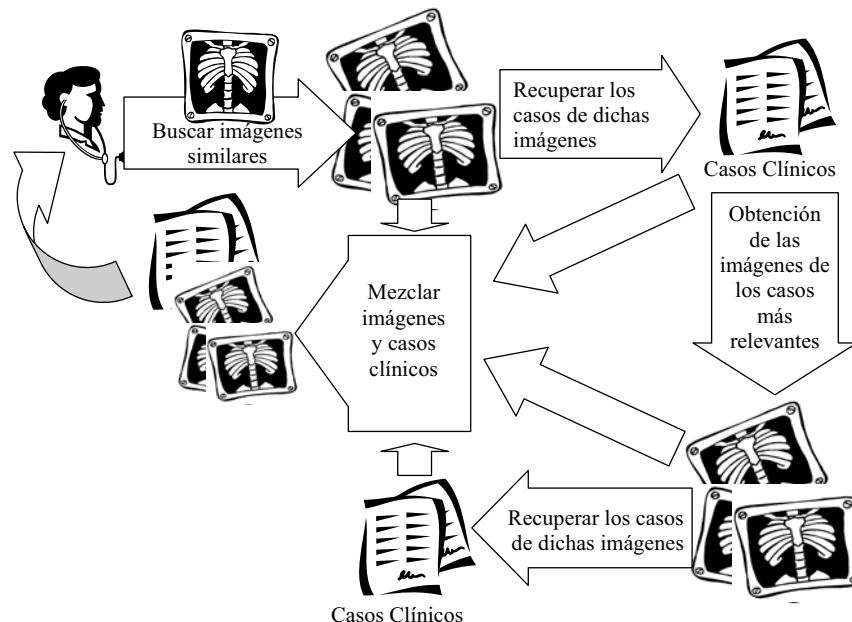 Buscar imágenes
similares
Recuperar los
casos de dichas
imágenes
Casos Clínicos
Obtención
de las
imágenes de
los casos
más
relevantes
Mezclar
imágenes
y casos
clínicos
Recuperar los casos
de dichas imágenes
Casos Clínicos